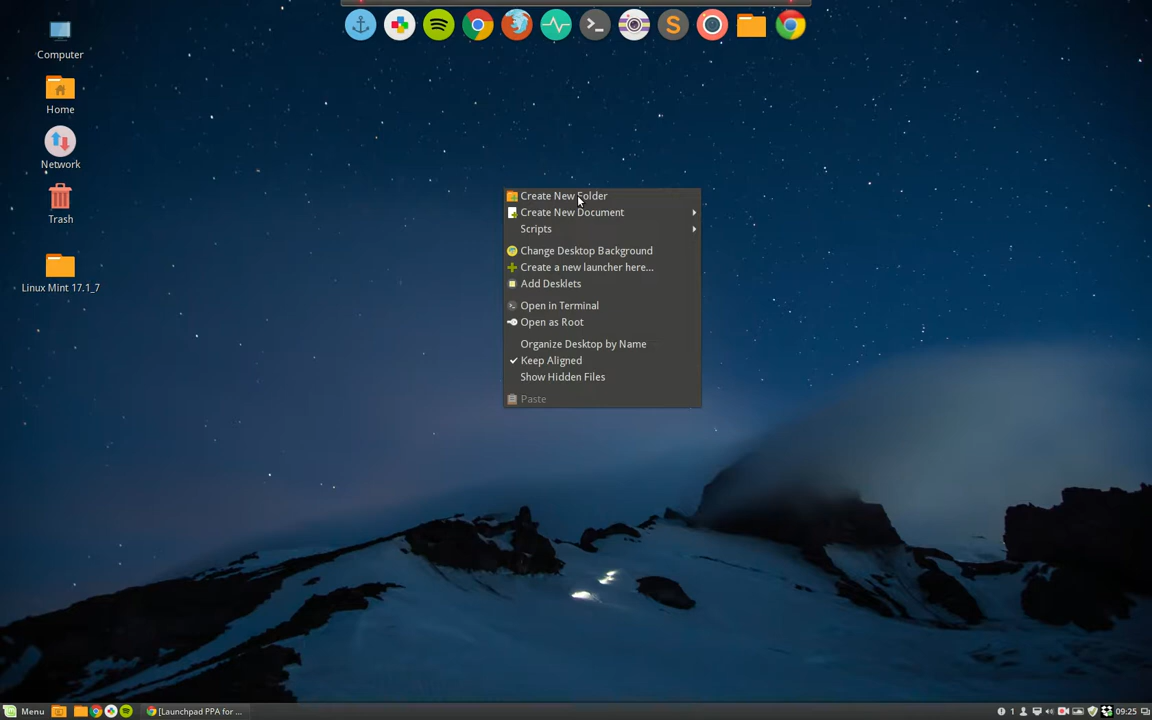 Computer
Home
Network
Trash
Linux Mint 17.1_7
S
Create New Folder
Create New Document
Scripts
Change Desktop Background
Create a new launcher here...
Add Desklets
Open in Terminal
Open as Root
Organize Desktop by Name
Keep Aligned
Show Hidden Files
Paste
Menu
[Launchpad PPA for ...
1
09:25